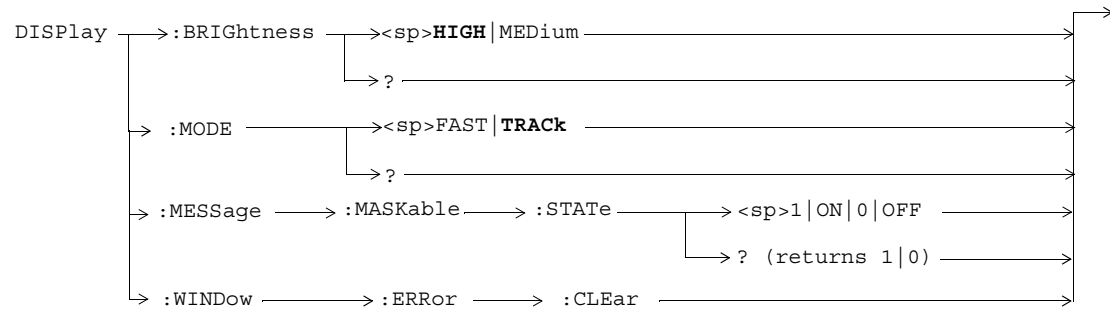 DISPlay :BRIGhtness <sp>HIGH|MEDium
?
:MODE <sp>FAST|TRACk
?
:MESSage :MASKable :STATe <sp>1|ON|0|OFF
? (returns 1|0)
:WINDow :ERRor :CLEar